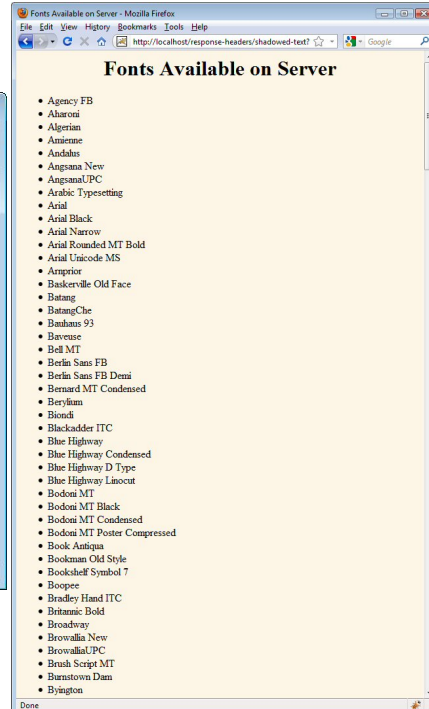 Fonts Available on Server - Mozilla Firefox
File Edit View History Bookmarks Tools Help
http://localhost/response-headers/shadowed-text? Google
Fonts Available on Server
• Agency FB
• Aharoni
• Algerian
• Amienne
• Andalus
• Angsana New
• AngsanaUPC
• Arabic Typesetting
• Arial
• Arial Black
• Arial Narrow
• Arial Rounded MT Bold
• Arial Unicode MS
• Arnprior
• Baskerville Old Face
• Batang
• BatangChe
• Bauhaus 93
• Baveuse
• Bell MT
• Berlin Sans FB
• Berlin Sans FB Demi
• Bernard MT Condensed
• Berylium
• Biondi
• Blackadder ITC
• Blue Highway
• Blue Highway Condensed
• Blue Highway D Type
• Blue Highway Linocut
• Bodoni MT
• Bodoni MT Black
• Bodoni MT Condensed
• Bodoni MT Poster Compressed
• Book Antiqua
• Bookman Old Style
• Bookshelf Symbol 7
• Boopee
• Bradley Hand ITC
• Britannic Bold
• Broadway
• Browallia New
• BrowalliaUPC
• Brush Script MT
• Burnstown Dam
• Byington
Done